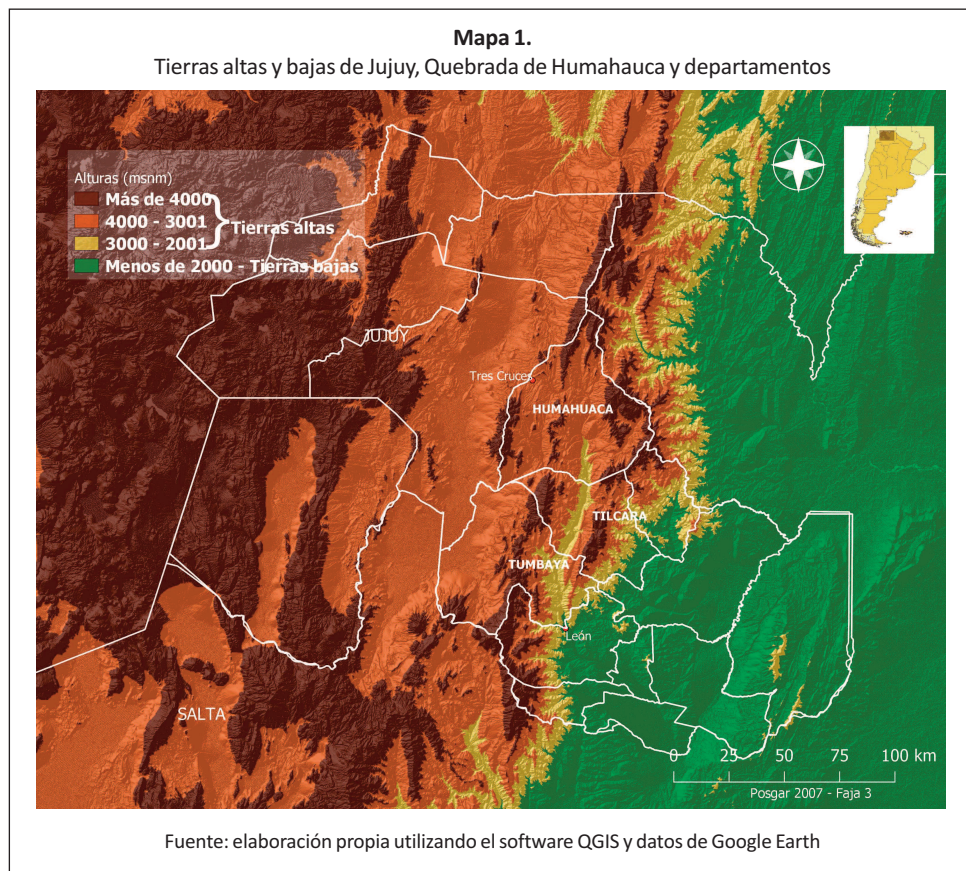 Mapa 1.
Tierras altas y bajas de Jujuy, Quebrada de Humahauca y departamentos
Alturas (msnm)
Más de 4000
4000 - 3001
3000 - 2001
Tierras altas
Menos de 2000 - Tierras bajas
JUJUY
Tres Cruces
HUMAHUACA
TILCARA
TUMBAYA
León
SALTA
0 25 50 75 100 km
Posgar 2007 - Faja 3
Fuente: elaboración propia utilizando el software QGIS y datos de Google Earth